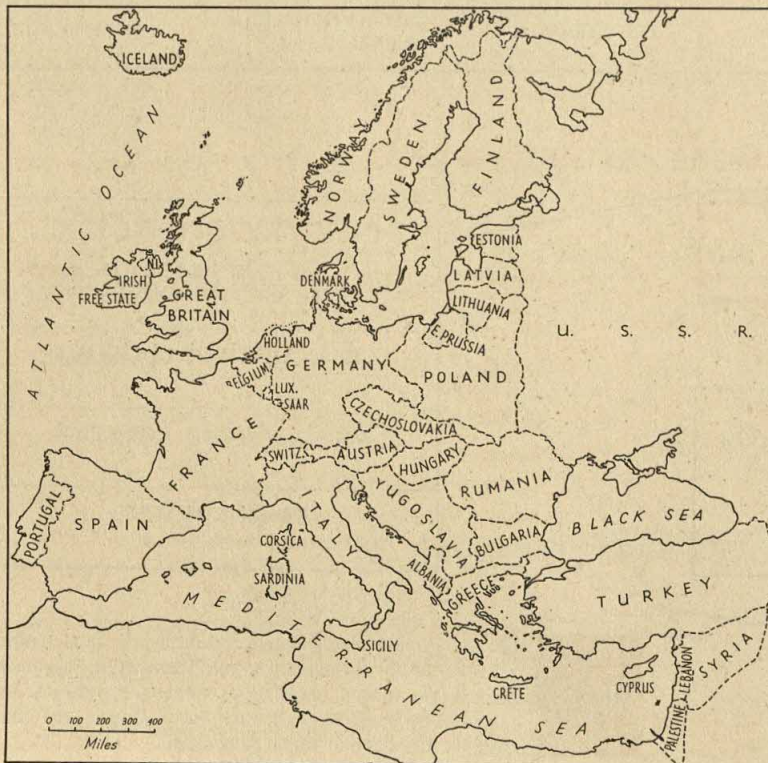 ICELAND
ATLANTIC OCEAN
NORWAY
SWEDEN
FINLAND
ESTONIA
LATVIA
LITHUANIA
E. PRUSSIA
U. S. S. R.
N.I.
IRISH
FREE STATE
GREAT
BRITAIN
DENMARK
HOLLAND
BELGIUM
LUX.
SAAR
GERMANY
POLAND
CZECHOSLOVAKIA
FRANCE
SWITZ.
AUSTRIA
HUNGARY
RUMANIA
YUGOSLAVIA
ITALY
PORTUGAL
SPAIN
CORSICA
SARDINIA
BULGARIA
BLACK SEA
ALBANIA
GREECE
TURKEY
MEDITER-RANEAN SEA
SICILY
CRETE
CYPRUS
SYRIA
PALESTINE & LEBANON
0 100 200 300 400
Miles